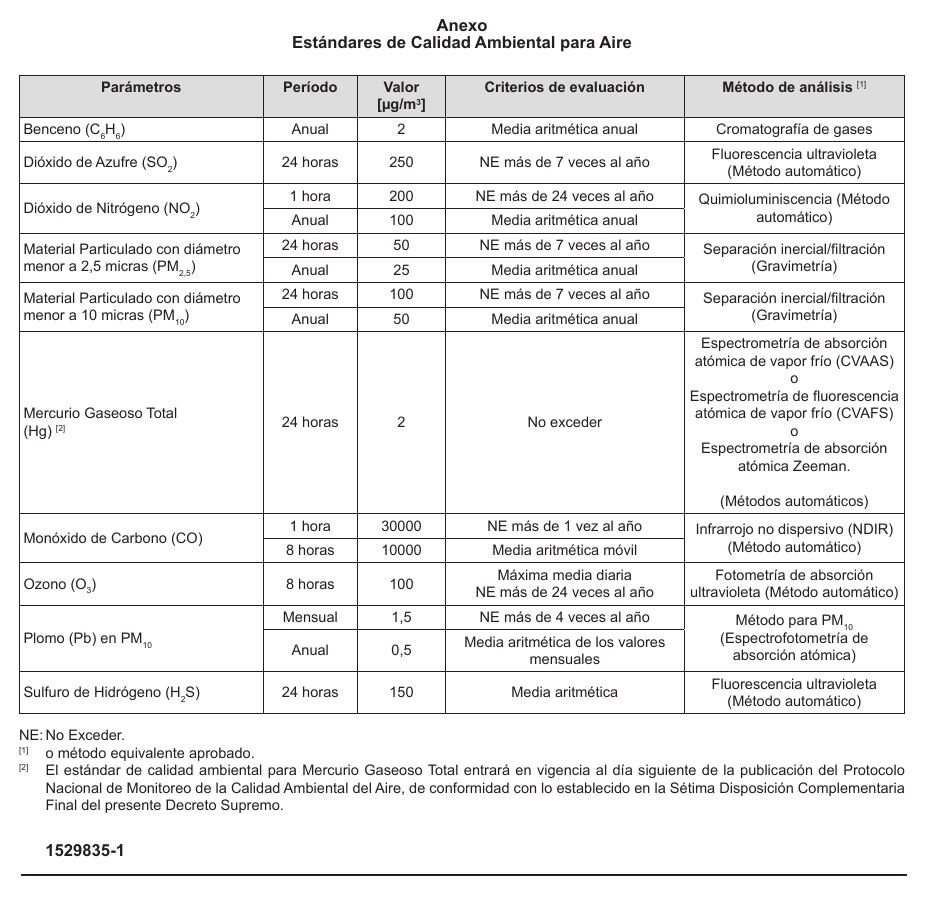 Anexo
Estándares de Calidad Ambiental para Aire
Parámetros
Período
Valor
[µg/m³]
Criterios de evaluación
Método de análisis [1]
Benceno (C6H6)
Anual
2
Media aritmética anual
Cromatografía de gases
Dióxido de Azufre (SO2)
24 horas
250
NE más de 7 veces al año
Fluorescencia ultravioleta
(Método automático)
Dióxido de Nitrógeno (NO2)
1 hora
200
NE más de 24 veces al año
Anual
100
Media aritmética anual
Quimioluminiscencia (Método
automático)
Material Particulado con diámetro
menor a 2,5 micras (PM2,5)
24 horas
50
NE más de 7 veces al año
Anual
25
Media aritmética anual
Separación inercial/filtración
(Gravimetría)
Material Particulado con diámetro
menor a 10 micras (PM10)
24 horas
100
NE más de 7 veces al año
Anual
50
Media aritmética anual
Separación inercial/filtración
(Gravimetría)
Mercurio Gaseoso Total
(Hg) [2]
24 horas
2
No exceder
Espectrometría de absorción
atómica de vapor frío (CVAAS)
o
Espectrometría de fluorescencia
atómica de vapor frío (CVAFS)
o
Espectrometría de absorción
atómica Zeeman.
(Métodos automáticos)
Monóxido de Carbono (CO)
1 hora
30000
NE más de 1 vez al año
8 horas
10000
Media aritmética móvil
Infrarrojo no dispersivo (NDIR)
(Método automático)
Ozono (O3)
8 horas
100
Máxima media diaria
NE más de 24 veces al año
Fotometría de absorción
ultravioleta (Método automático)
Plomo (Pb) en PM10
Mensual
1,5
NE más de 4 veces al año
Anual
0,5
Media aritmética de los valores
mensuales
Método para PM10
(Espectrofotometría de
absorción atómica)
Sulfuro de Hidrógeno (H2S)
24 horas
150
Media aritmética
Fluorescencia ultravioleta
(Método automático)
NE: No Exceder.
[1] o método equivalente aprobado.
[2] El estándar de calidad ambiental para Mercurio Gaseoso Total entrará en vigencia al día siguiente de la publicación del Protocolo
Nacional de Monitoreo de la Calidad Ambiental del Aire, de conformidad con lo establecido en la Sétima Disposición Complementaria
Final del presente Decreto Supremo.
1529835-1